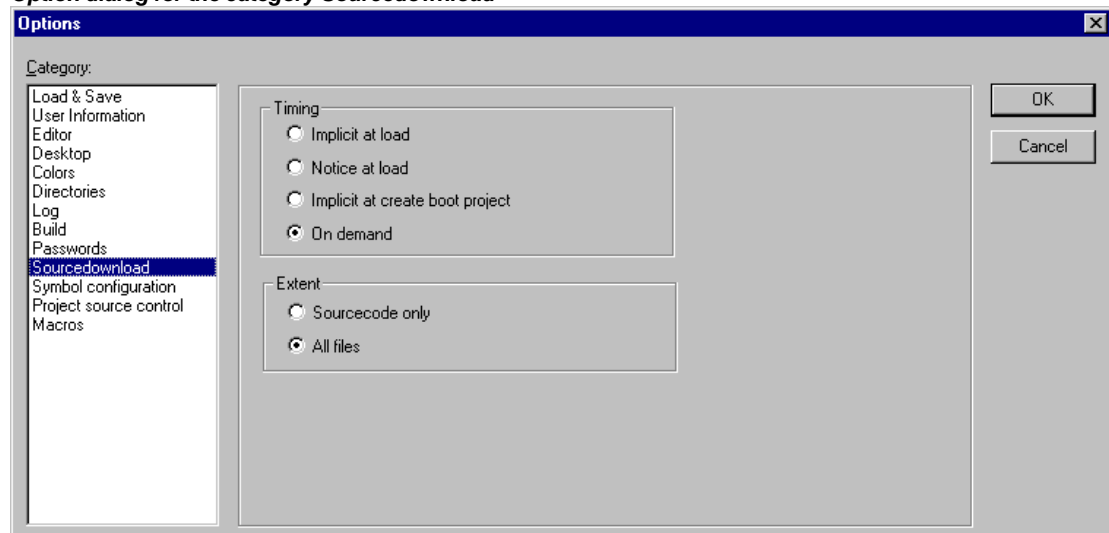 Option dialog for the category Sourcedownload
Options
Category:
Load & Save
User Information
Editor
Desktop
Colors
Directories
Log
Build
Passwords
Sourcedownload
Symbol configuration
Project source control
Macros
Timing
Implicit at load
Notice at load
Implicit at create boot project
On demand
Extent
Sourcecode only
All files
OK
Cancel